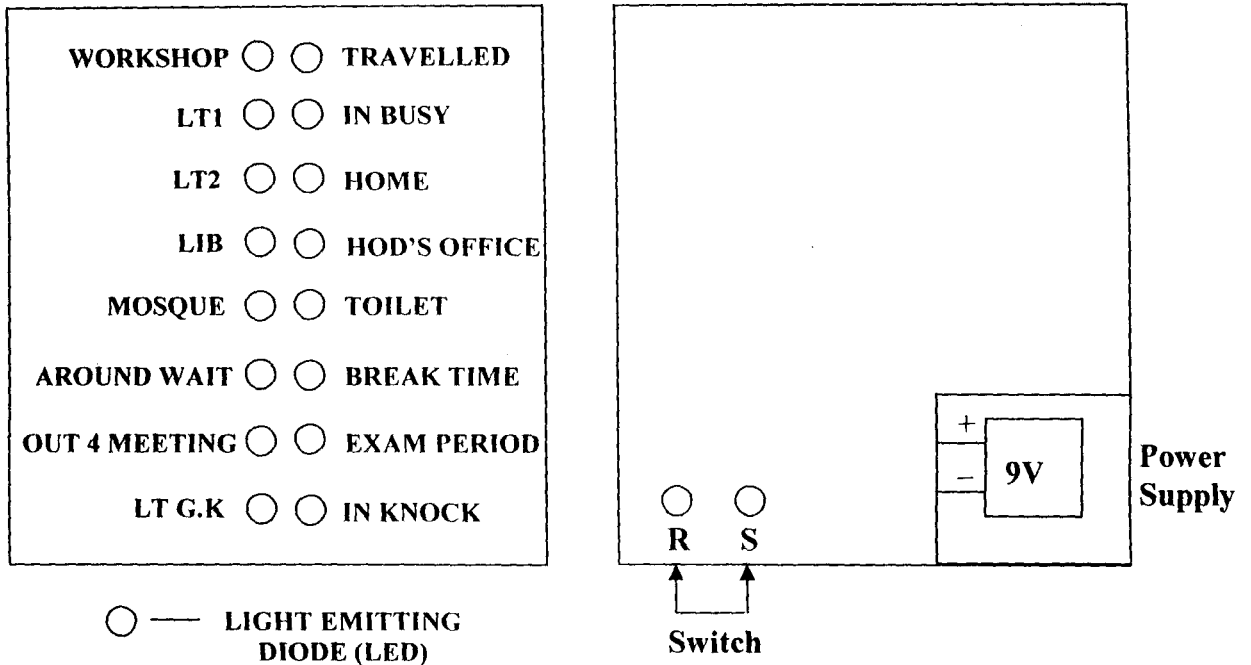 WORKSHOP TRAVELLED
LT1 IN BUSY
LT2 HOME
LIB HOD'S OFFICE
MOSQUE TOILET
AROUND WAIT BREAK TIME
OUT 4 MEETING EXAM PERIOD
LT G.K IN KNOCK
LIGHT EMITTING
DIODE (LED)
+
−
9V
Power
Supply
R S
Switch